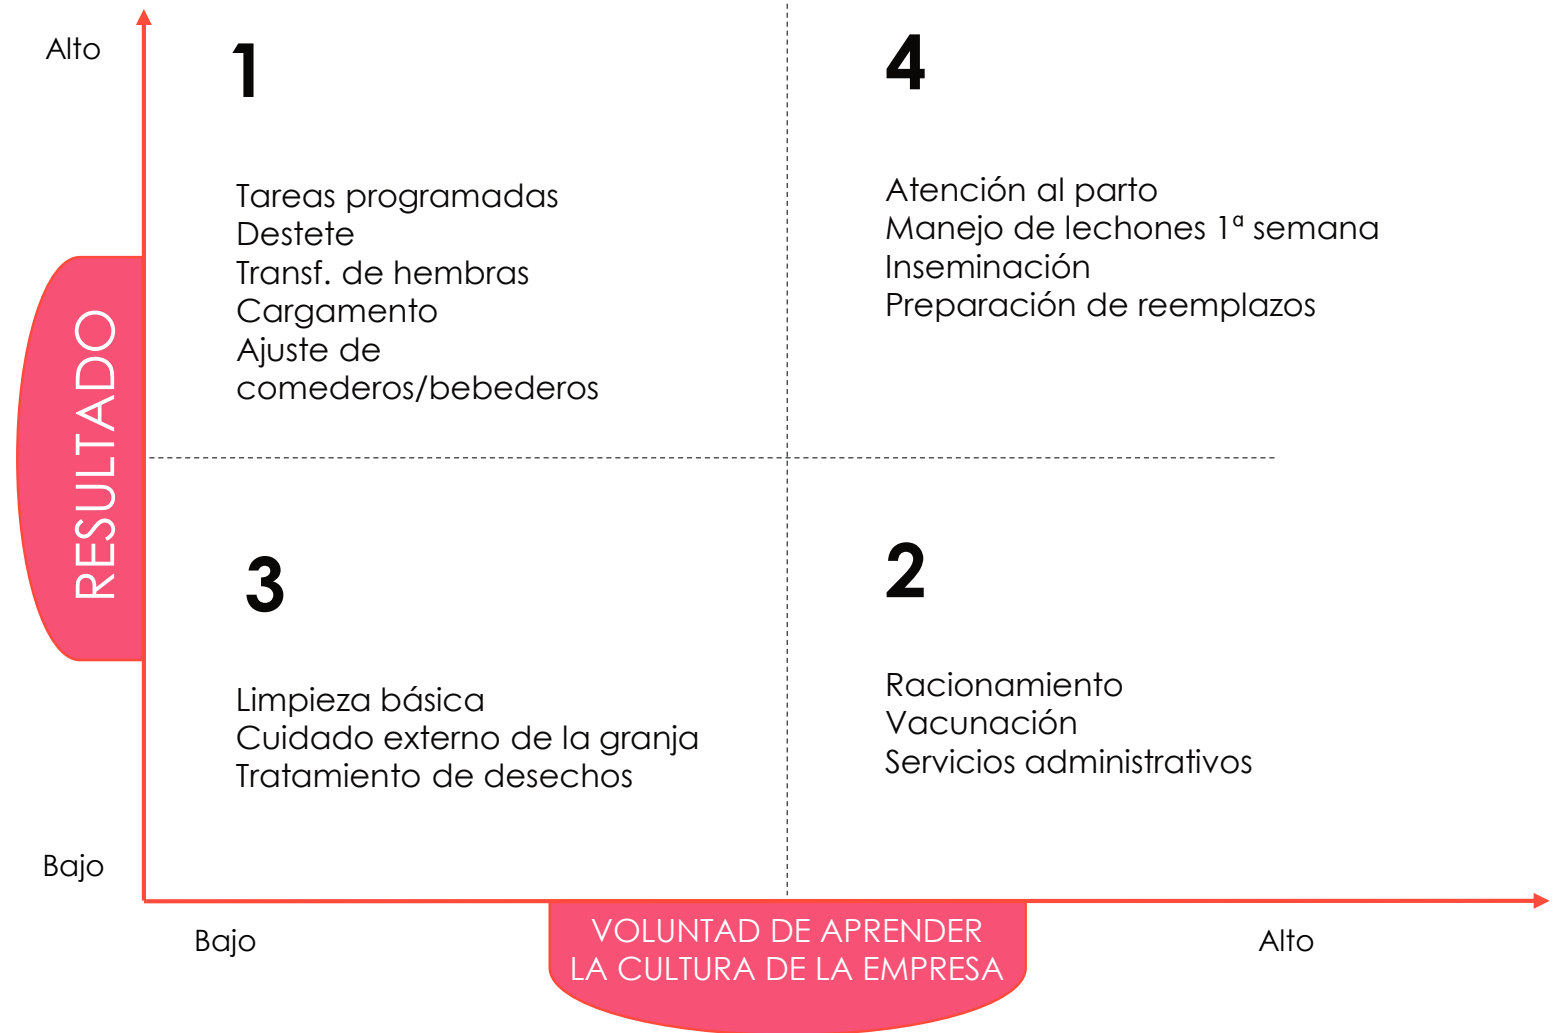 Alto
1
Tareas programadas
Destete
Transf. de hembras
Cargamento
Ajuste de
comederos/bebederos
4
Atención al parto
Manejo de lechones 1ª semana
Inseminación
Preparación de reemplazos
RESULTADO
3
Limpieza básica
Cuidado externo de la granja
Tratamiento de desechos
2
Racionamiento
Vacunación
Servicios administrativos
Bajo
Bajo
VOLUNTAD DE APRENDER
LA CULTURA DE LA EMPRESA
Alto